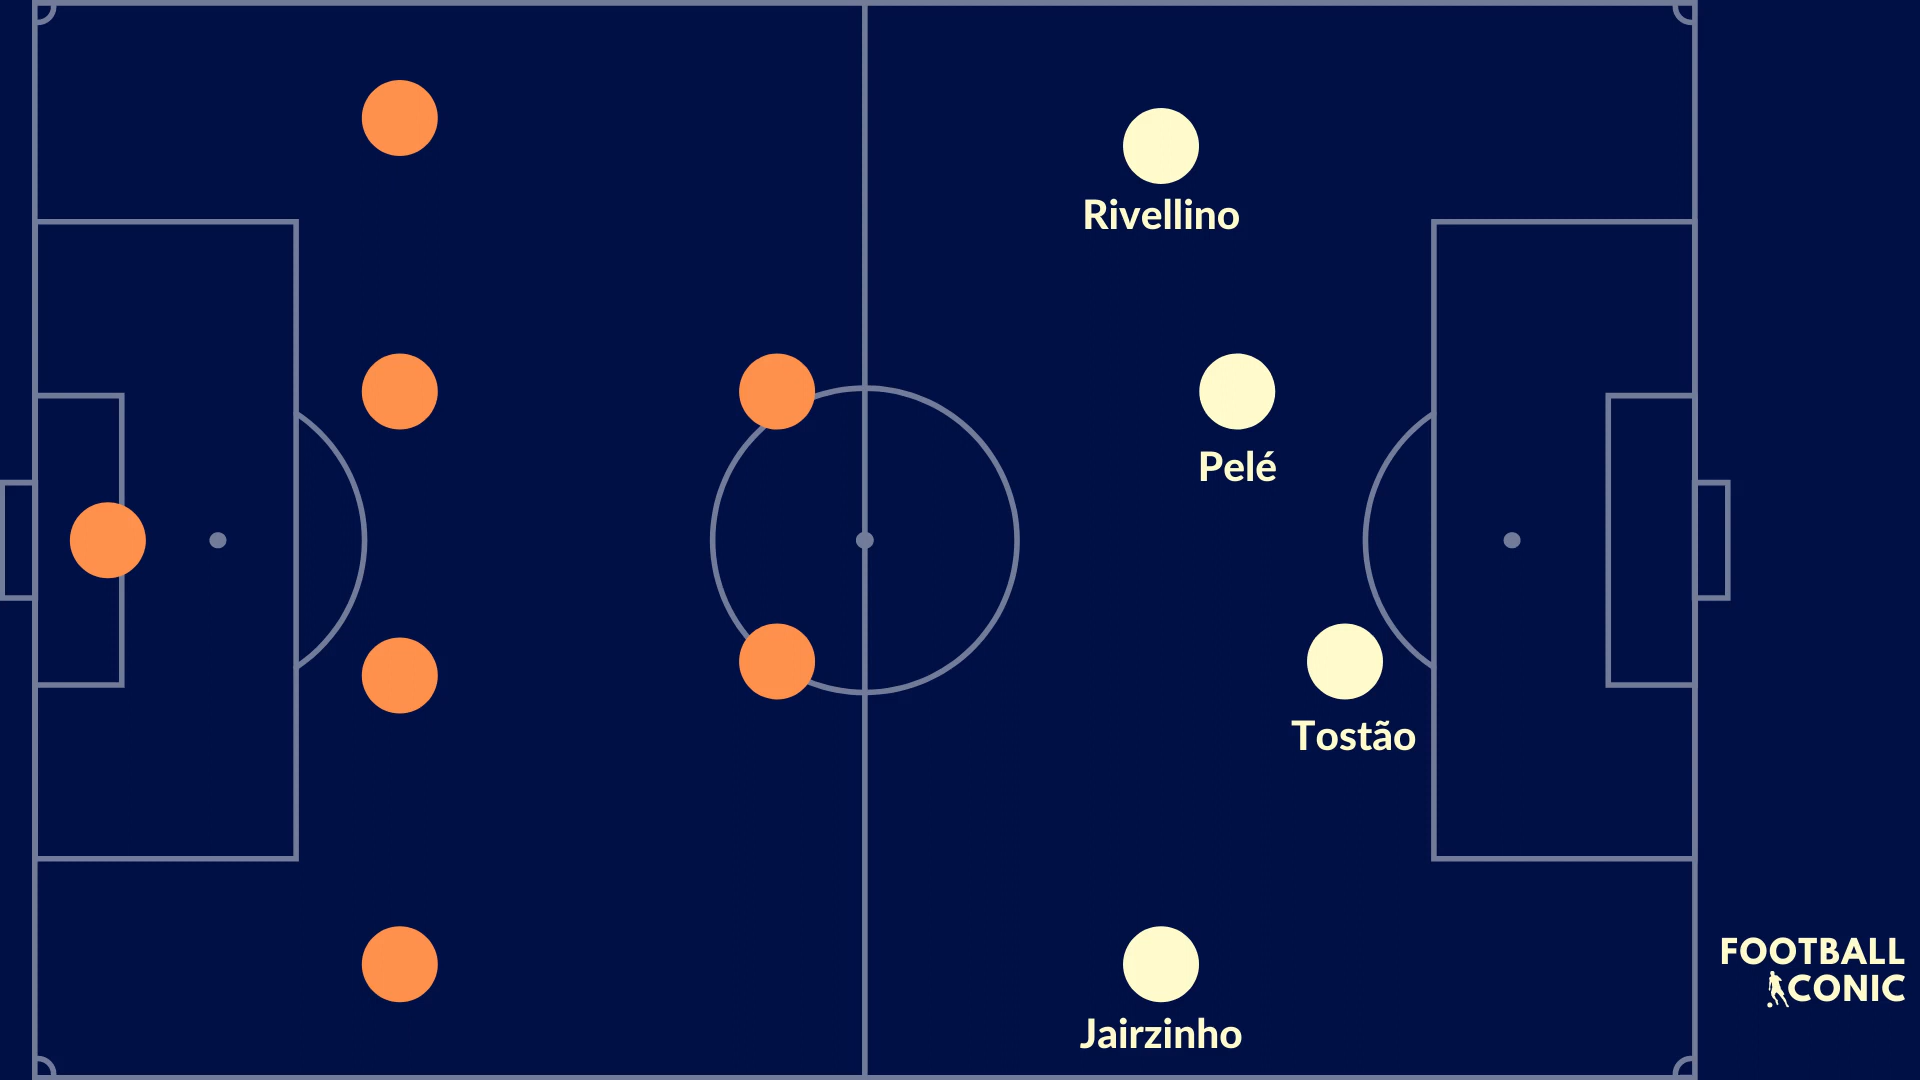 Rivellino
Pelé
Tostão
Jairzinho
FOOTBALL
ICONIC